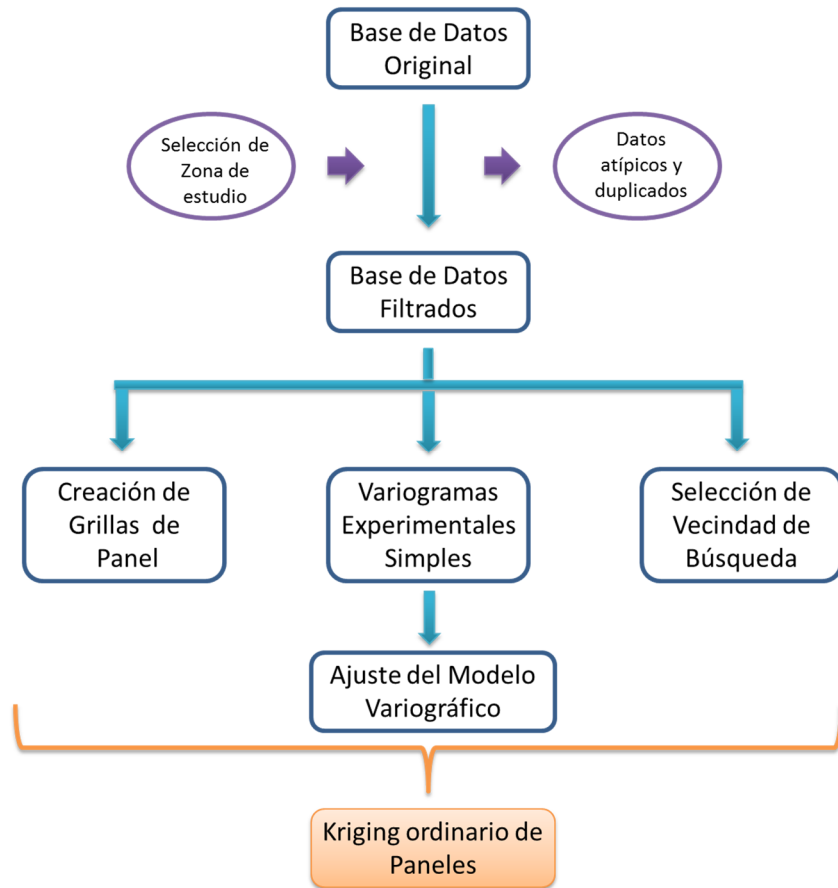 Base de Datos
Original
Selección de
Zona de
estudio
Datos
atípicos y
duplicados
Base de Datos
Filtrados
Creación de
Grillas de
Panel
Variogramas
Experimentales
Simples
Selección de
Vecindad de
Búsqueda
Ajuste del Modelo
Variográfico
Kriging ordinario de
Paneles